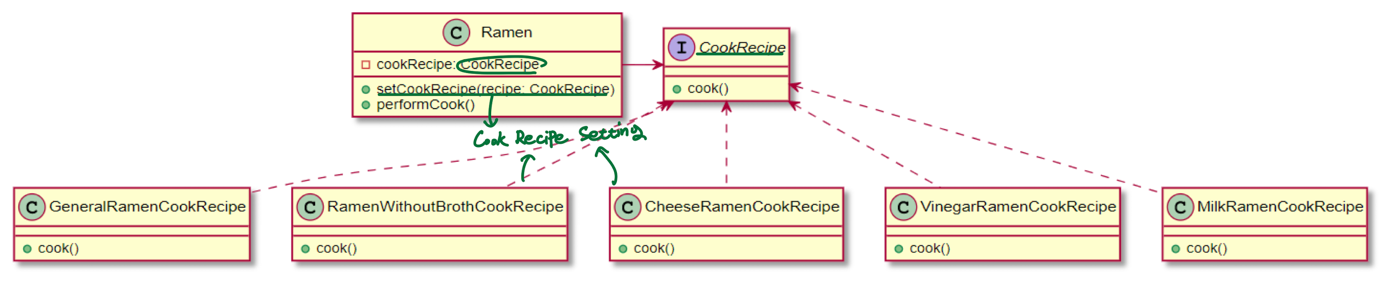 C Ramen
cookRecipe: CookRecipe
setCookRecipe(recipe: CookRecipe)
performCook()
I CookRecipe
cook()
Cook Recipe Setting
C GeneralRamenCookRecipe
cook()
C RamenWithoutBrothCookRecipe
cook()
C CheeseRamenCookRecipe
cook()
C VinegarRamenCookRecipe
cook()
C MilkRamenCookRecipe
cook()